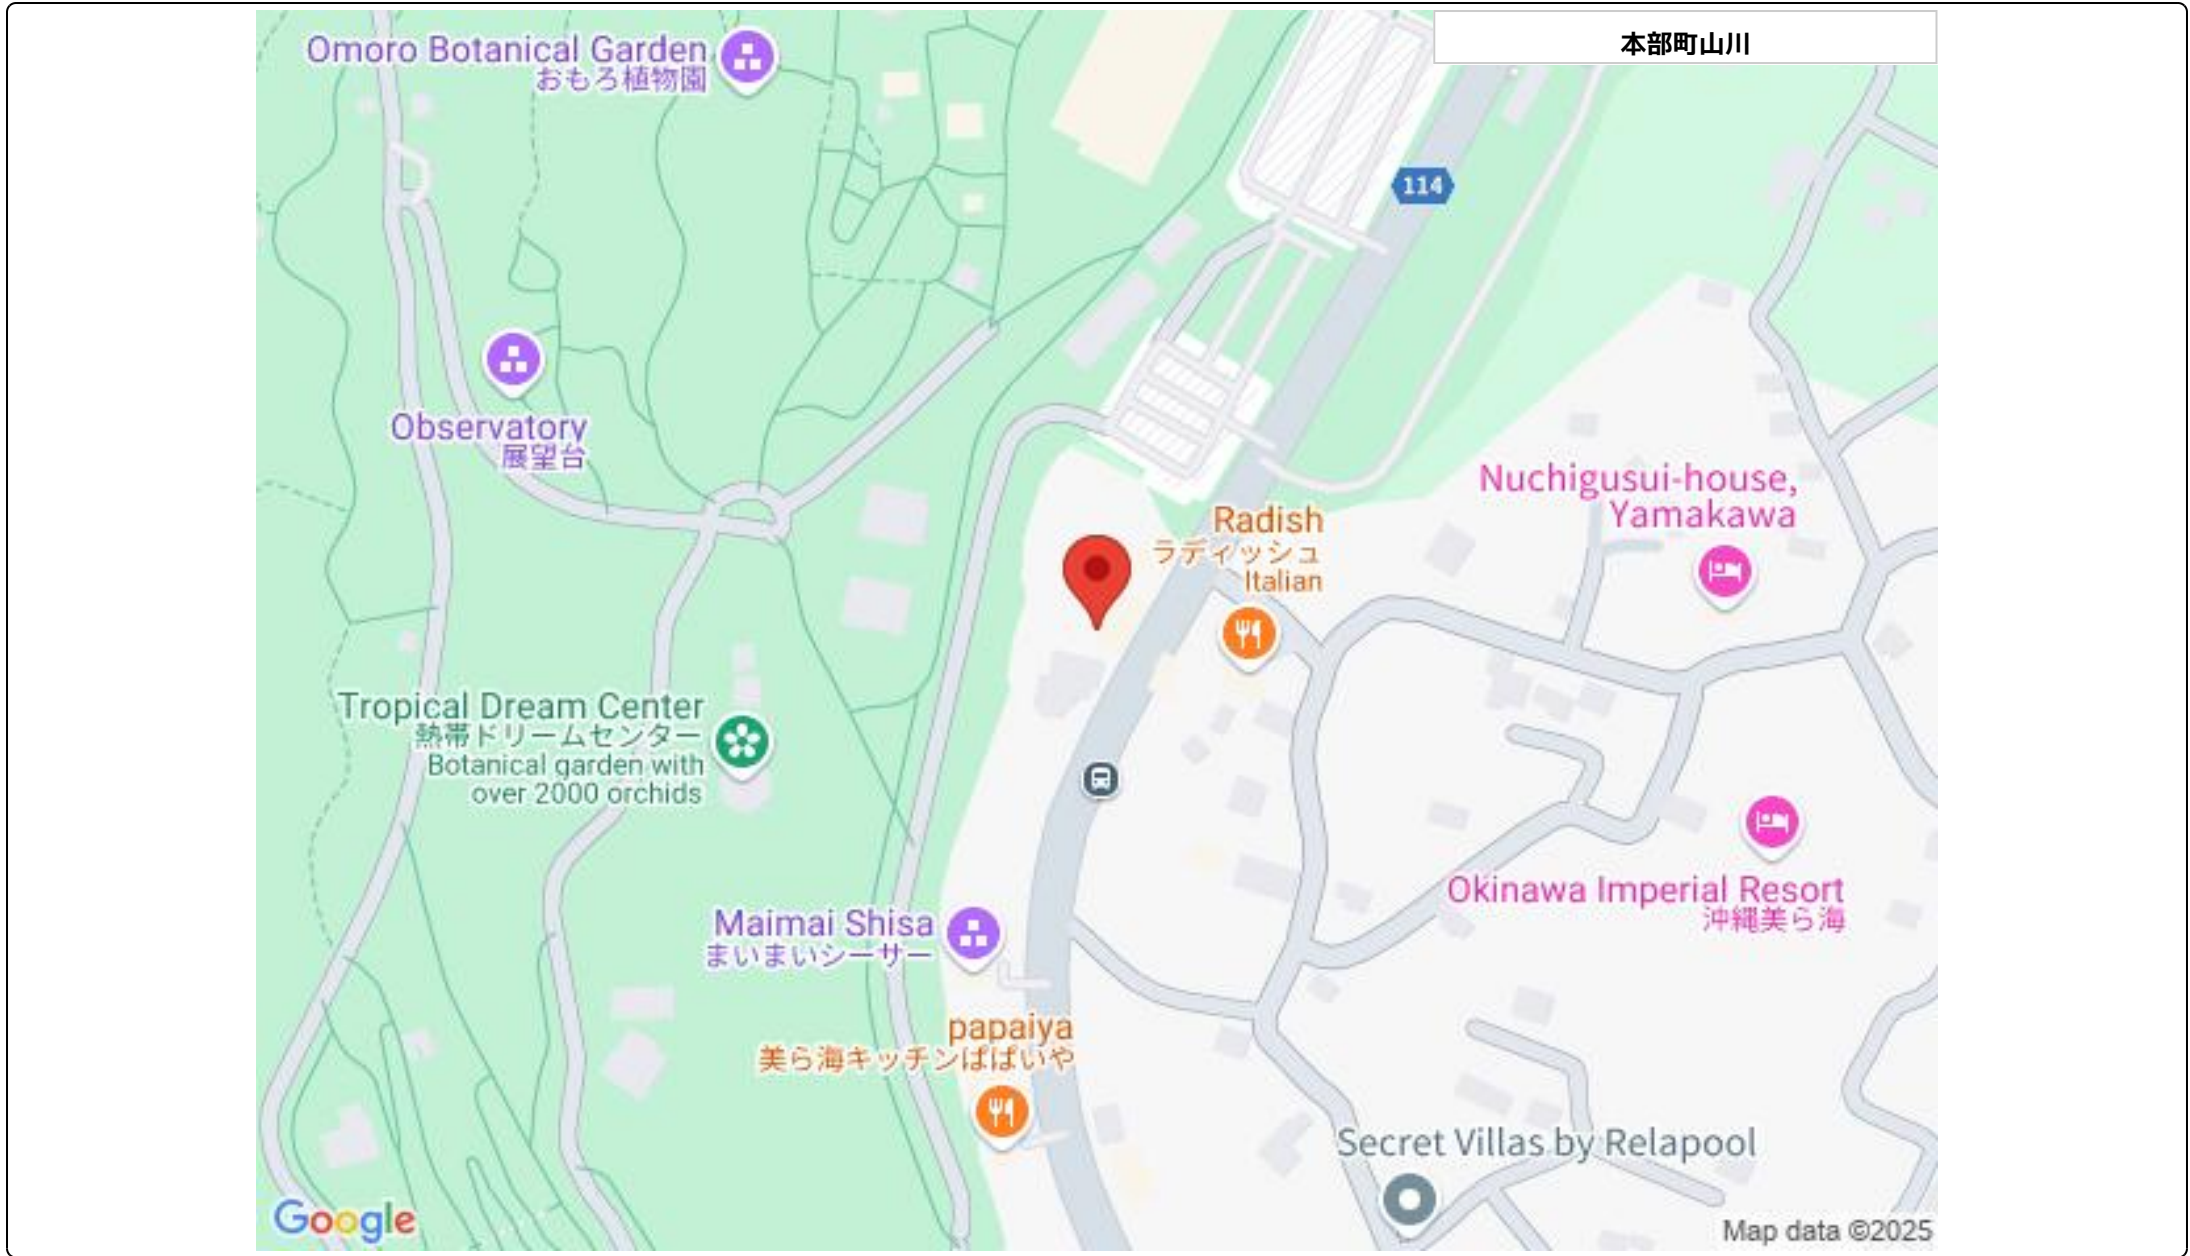 本部町山川
Omoro Botanical Garden
おもろ植物園
114
Observatory
展望台
Nuchigusui-house,
Yamakawa
Radish
ラディッシュ
Italian
Tropical Dream Center
熱帯ドリームセンター
Botanical garden with
over 2000 orchids
Okinawa Imperial Resort
沖縄美ら海
Maimai Shisa
まいまいシーサー
papaiya
美ら海キッチンぱぱいや
Secret Villas by Relapool
Google
Map data ©2025